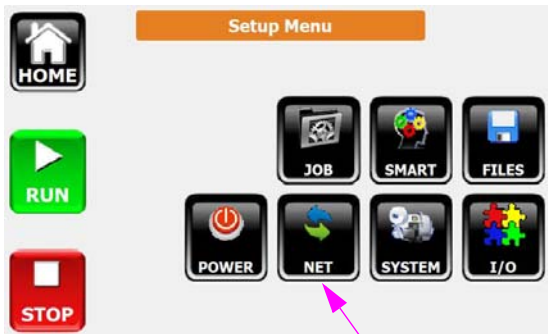 Setup Menu
HOME
JOB
SMART
FILES
RUN
POWER
NET
SYSTEM
I/O
STOP